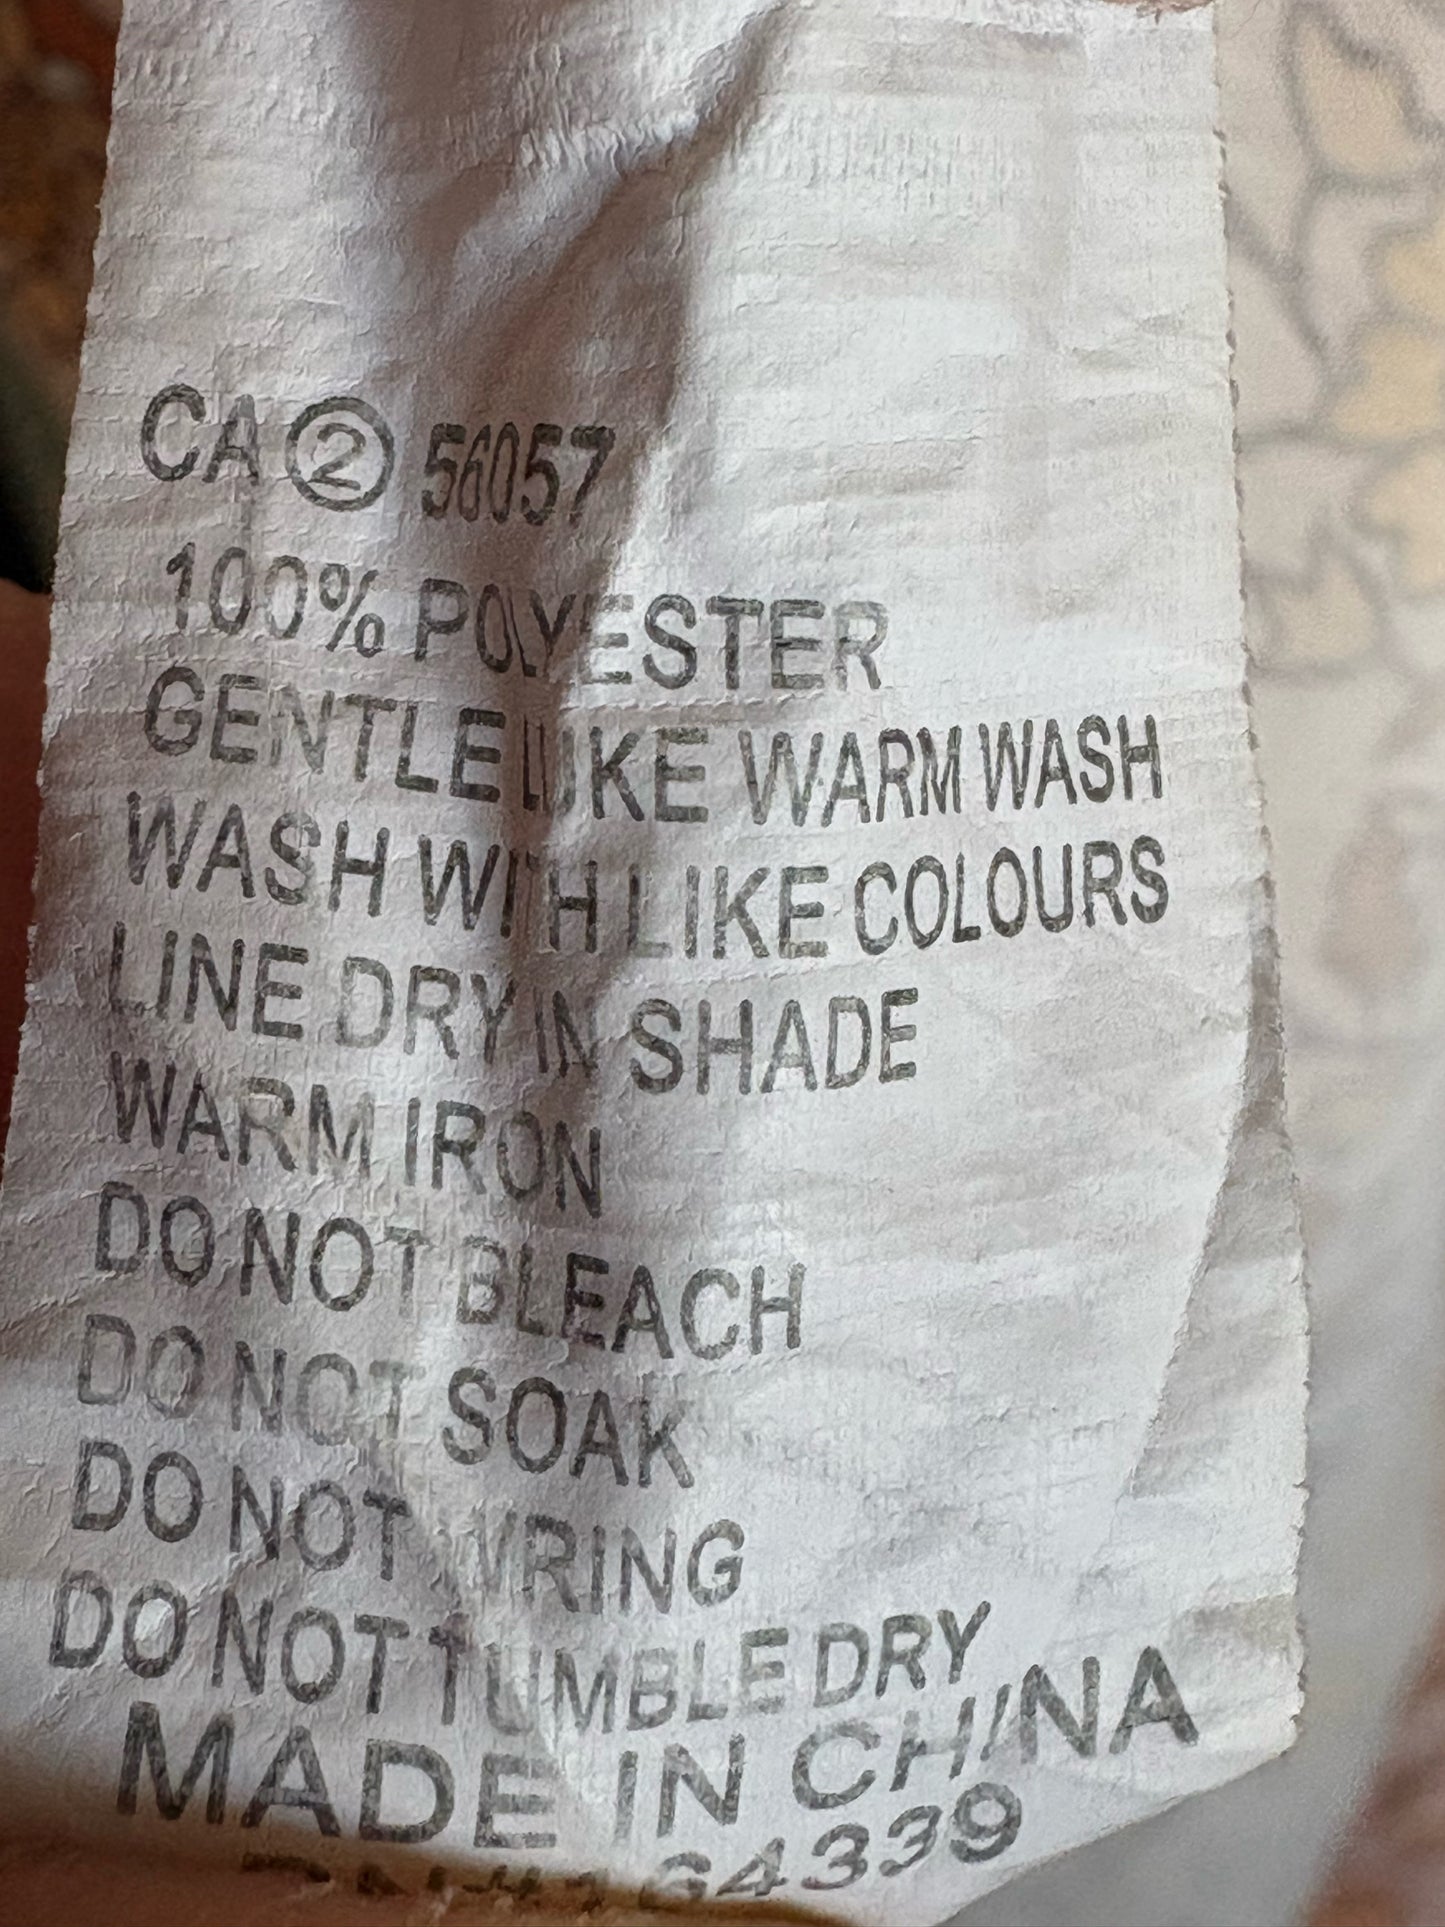 CA ② 56057
100% POLYESTER
GENTLE LUKE WARM WASH
WASH WITH LIKE COLOURS
LINE DRY IN SHADE
WARM IRON
DO NOT BLEACH
DO NOT SOAK
DO NOT WRING
DO NOT TUMBLE DRY
MADE IN CHINA